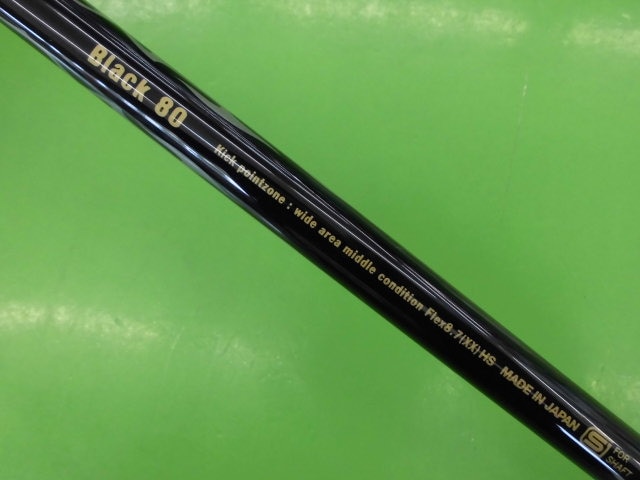 Black 80
Kick pointzone : wide area middle condition Flex8.7(XX)HS MADE IN JAPAN
S FOR
SHAFT